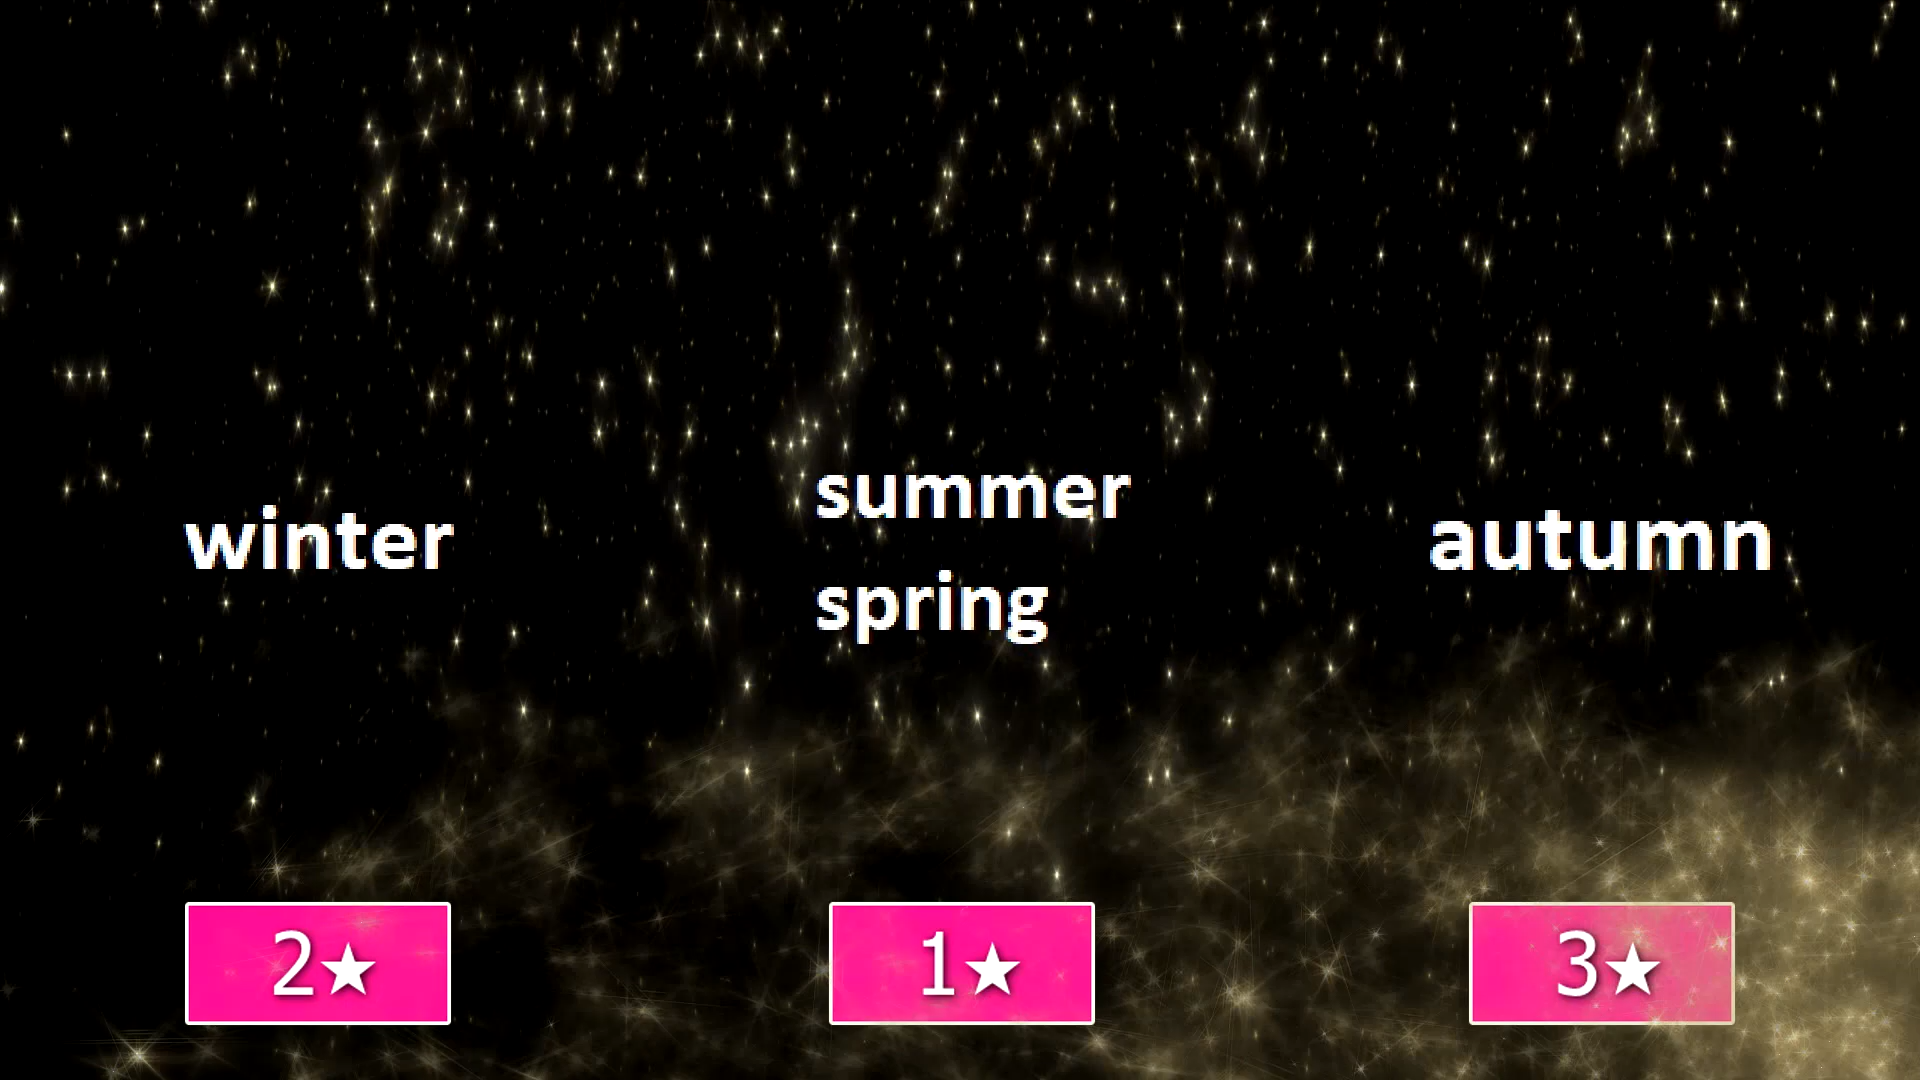 winter
summer
spring
autumn
2★
1★
3★